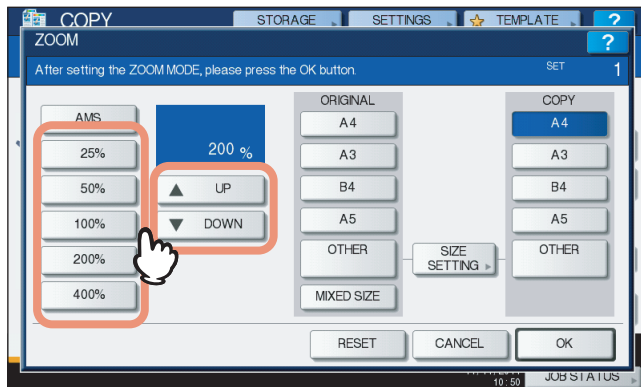 COPY
STORAGE SETTINGS TEMPLATE ?
ZOOM ?
After setting the ZOOM MODE, please press the OK button. SET 1
ORIGINAL COPY
AMS A4 A4
25% 200 % A3 A3
50% ▲ UP B4 B4
100% ▼ DOWN A5 A5
200% OTHER SIZE SETTING OTHER
400% MIXED SIZE
RESET CANCEL OK
10:50 JOB STATUS